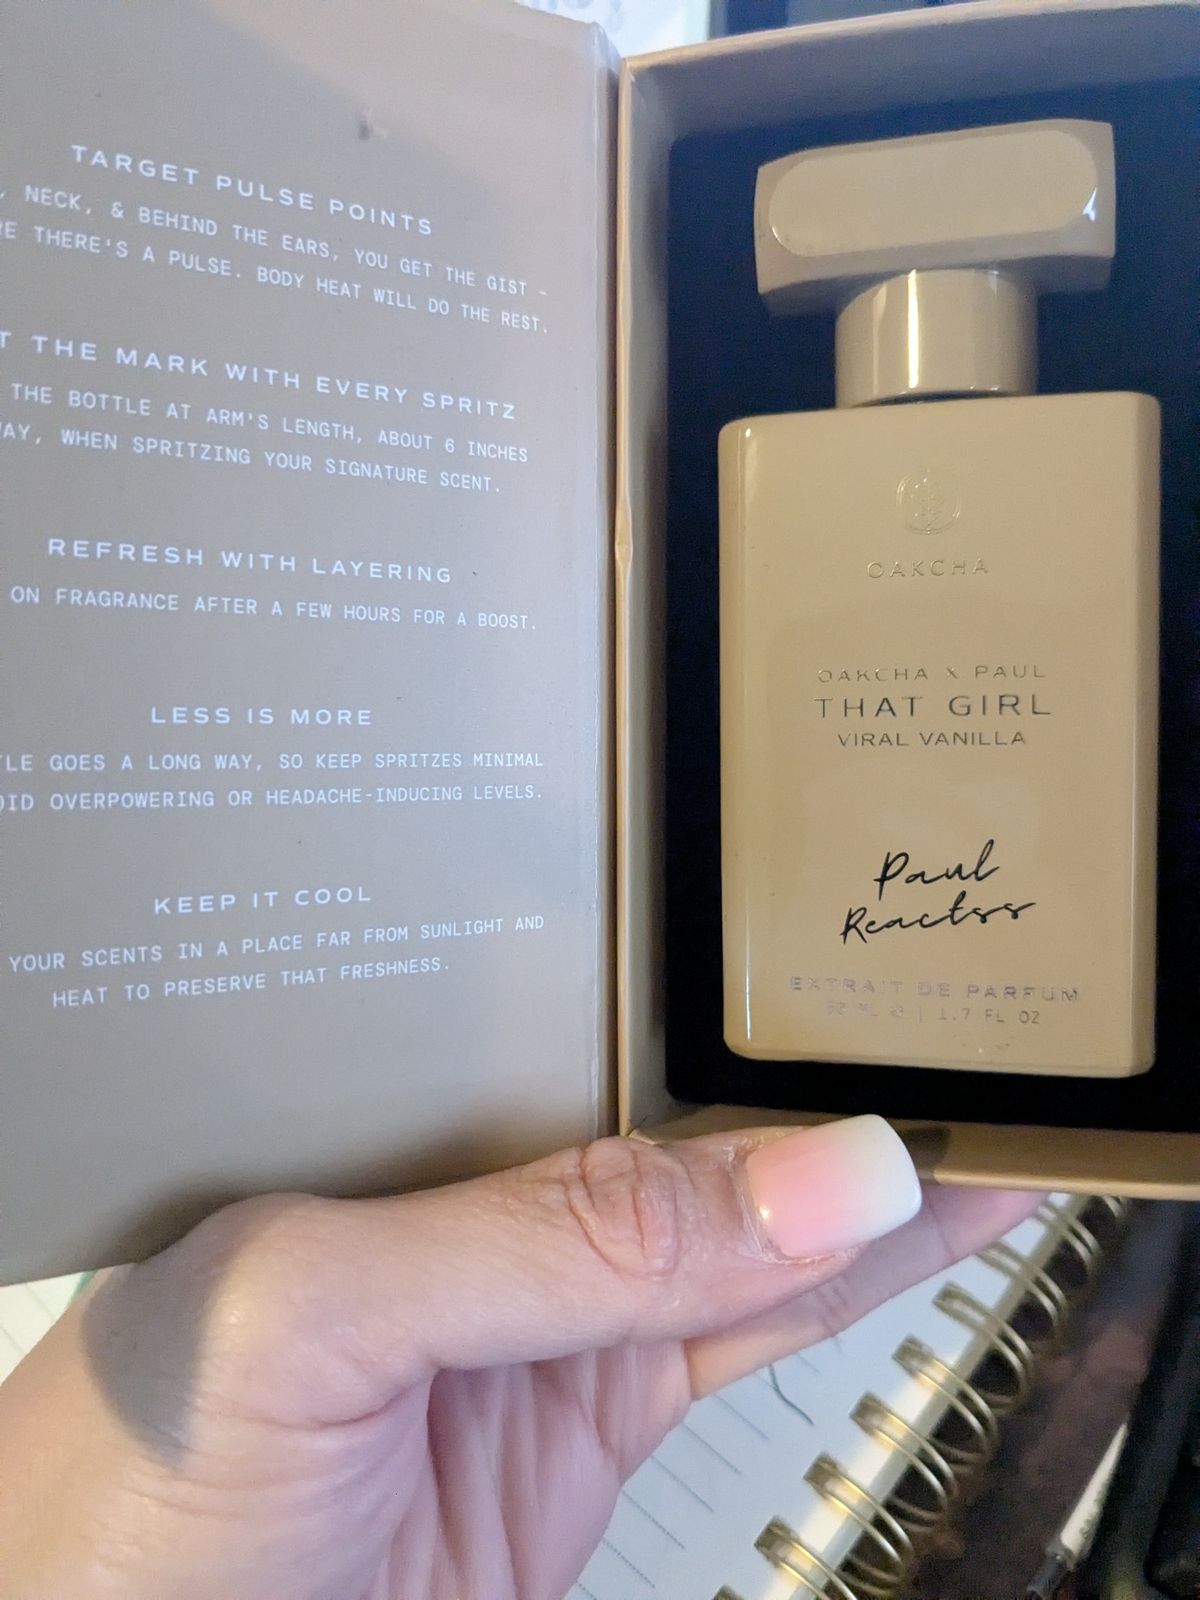 TARGET PULSE POINTS
, NECK, & BEHIND THE EARS, YOU GET THE GIST -
THERE'S A PULSE. BODY HEAT WILL DO THE REST.
THE MARK WITH EVERY SPRITZ
THE BOTTLE AT ARM'S LENGTH, ABOUT 6 INCHES
, WHEN SPRITZING YOUR SIGNATURE SCENT.
REFRESH WITH LAYERING
ON FRAGRANCE AFTER A FEW HOURS FOR A BOOST.
LESS IS MORE
GOES A LONG WAY, SO KEEP SPRITZES MINIMAL
OVERPOWERING OR HEADACHE-INDUCING LEVELS.
KEEP IT COOL
YOUR SCENTS IN A PLACE FAR FROM SUNLIGHT AND
HEAT TO PRESERVE THAT FRESHNESS.
OAKCHA
OAKCHA X PAUL
THAT GIRL
VIRAL VANILLA
Paul
Reactss
EXTRAIT DE PARFUM
50 ML ℮ | 1.7 FL OZ